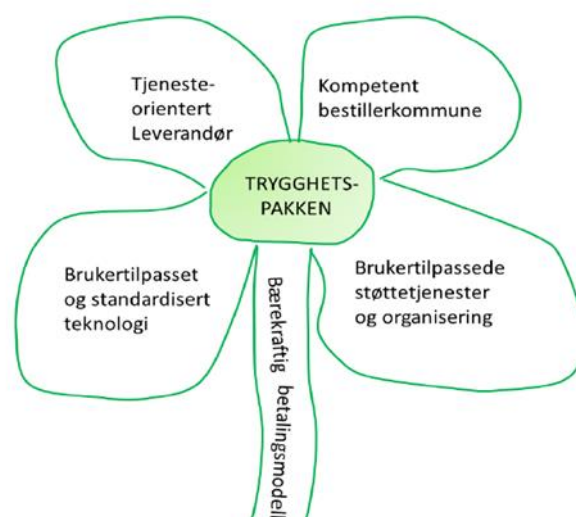 Tjeneste-
orientert
Leverandør
Kompetent
bestillerkommune
TRYGGHETS-
PAKKEN
Brukertilpasset
og standardisert
teknologi
Brukertilpassede
støttetjenester
og organisering
Bærekraftig betalingsmodell